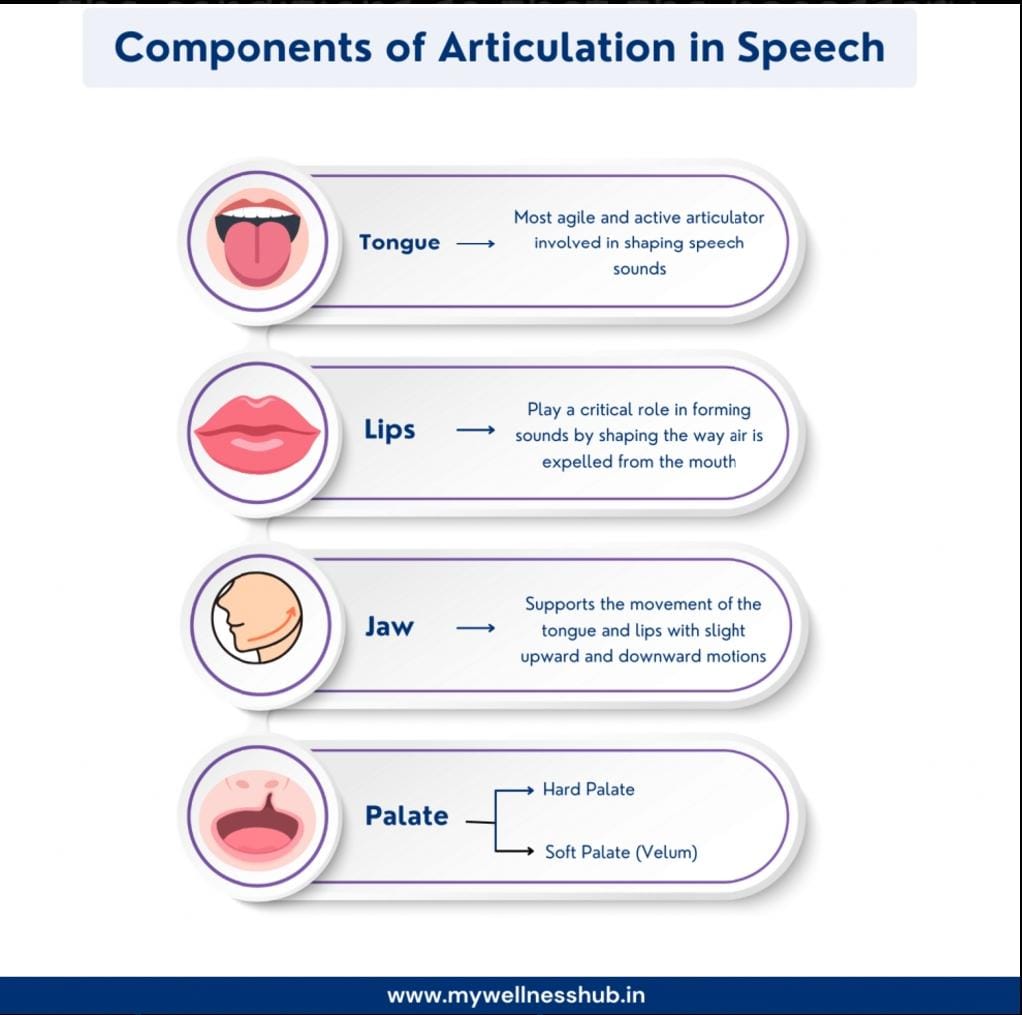 Components of Articulation in Speech
Tongue
Most agile and active articulator
involved in shaping speech
sounds
Lips
Play a critical role in forming
sounds by shaping the way air is
expelled from the mouth
Jaw
Supports the movement of the
tongue and lips with slight
upward and downward motions
Palate
Hard Palate
Soft Palate (Velum)
www.mywellnesshub.in